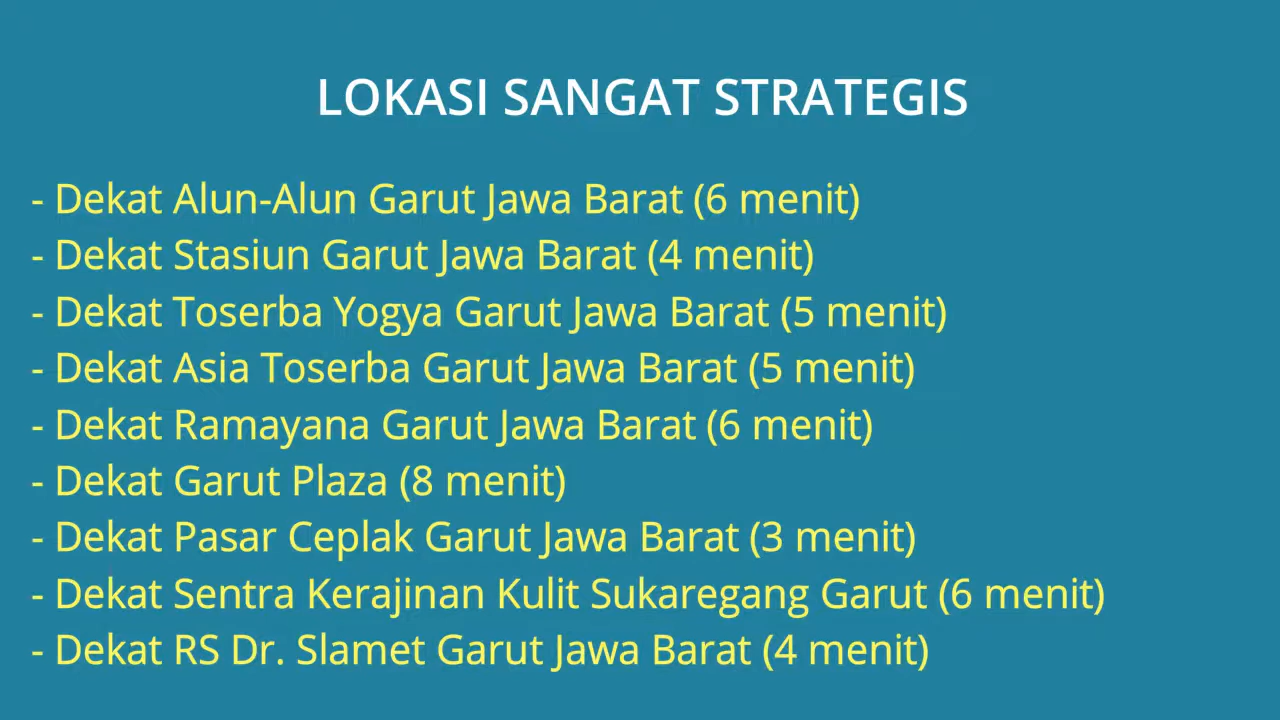 LOKASI SANGAT STRATEGIS
- Dekat Alun-Alun Garut Jawa Barat (6 menit)
- Dekat Stasiun Garut Jawa Barat (4 menit)
- Dekat Toserba Yogya Garut Jawa Barat (5 menit)
- Dekat Asia Toserba Garut Jawa Barat (5 menit)
- Dekat Ramayana Garut Jawa Barat (6 menit)
- Dekat Garut Plaza (8 menit)
- Dekat Pasar Ceplak Garut Jawa Barat (3 menit)
- Dekat Sentra Kerajinan Kulit Sukaregang Garut (6 menit)
- Dekat RS Dr. Slamet Garut Jawa Barat (4 menit)